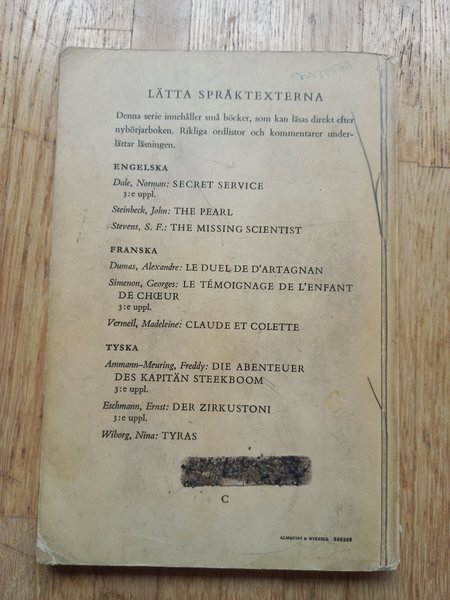 LÄTTA SPRÅKTEXTERNA
Denna serie innehåller små böcker, som kan läsas direkt efter
nybörjarboken. Rikliga ordlistor och kommentarer under-
lättar läsningen.
ENGELSKA
Dale, Norman: SECRET SERVICE
3:e uppl.
Steinbeck, John: THE PEARL
Stevens, S. F.: THE MISSING SCIENTIST
FRANSKA
Dumas, Alexandre: LE DUEL DE D'ARTAGNAN
Simenon, Georges: LE TÉMOIGNAGE DE L'ENFANT
DE CHŒUR
3:e uppl.
Vermeil, Madeleine: CLAUDE ET COLETTE
TYSKA
Ammann–Meuring, Freddy: DIE ABENTEUER
DES KAPITÄN STEEKBOOM
3:e uppl.
Eschmann, Ernst: DER ZIRKUSTONI
3:e uppl.
Wiborg, Nina: TYRAS
C
ALMQVIST & WIKSELL 555206